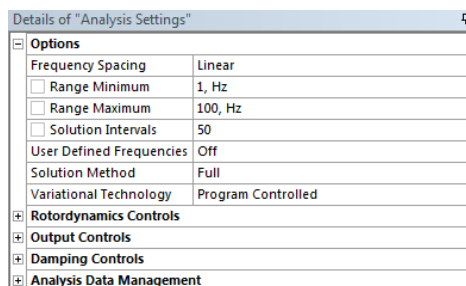 Details of "Analysis Settings"
Options
Frequency Spacing Linear
Range Minimum 1, Hz
Range Maximum 100, Hz
Solution Intervals 50
User Defined Frequencies Off
Solution Method Full
Variational Technology Program Controlled
Rotordynamics Controls
Output Controls
Damping Controls
Analysis Data Management